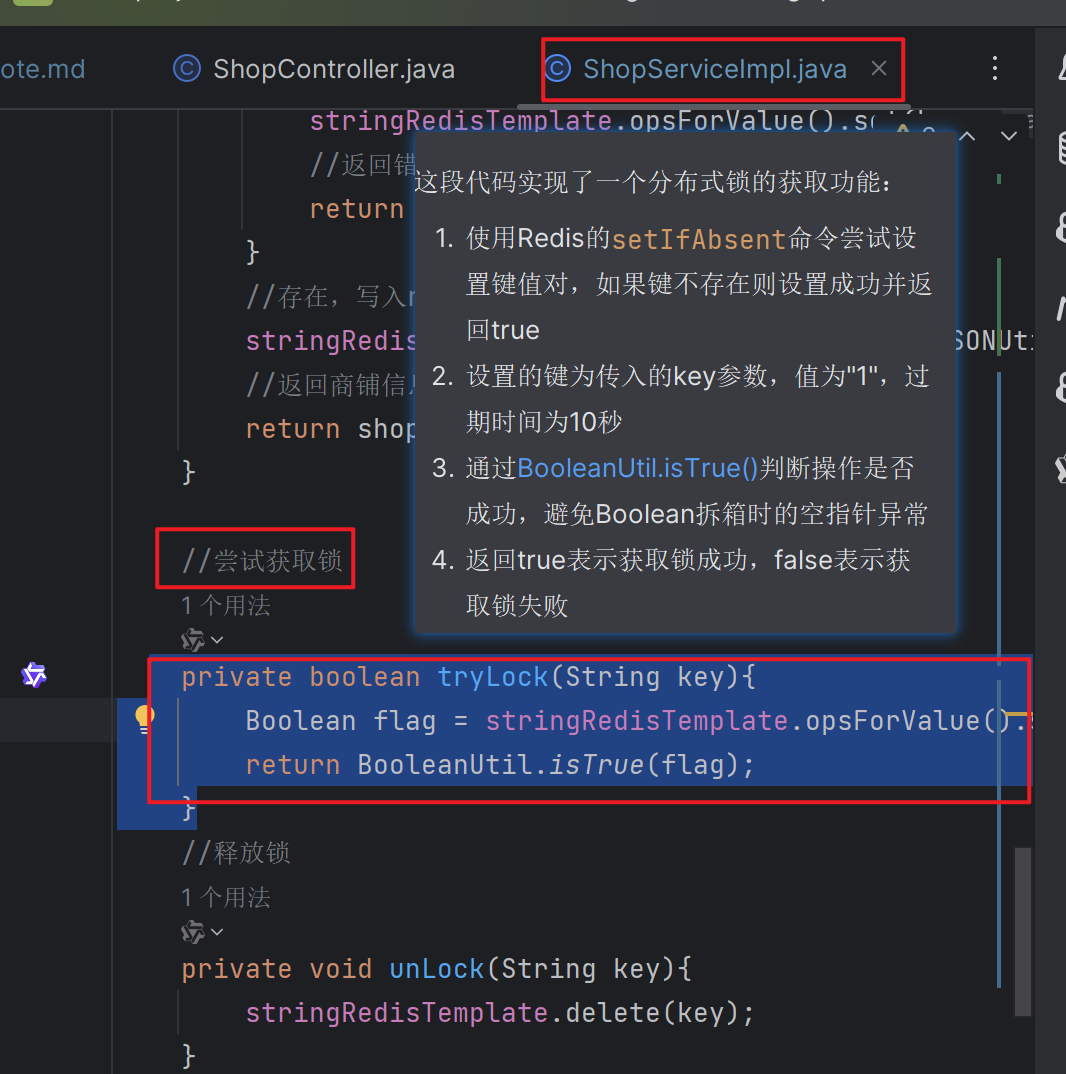 ote.md ShopController.java ShopServiceImpl.java
stringRedisTemplate.opsForValue().s
//返回错
return
}
//存在，写入
stringRedis SONUti
//返回商铺信
return shop
}
这段代码实现了一个分布式锁的获取功能：
1. 使用Redis的setIfAbsent命令尝试设
置键值对，如果键不存在则设置成功并返
回true
2. 设置的键为传入的key参数，值为"1"，过
期时间为10秒
3. 通过BooleanUtil.isTrue()判断操作是否
成功，避免Boolean拆箱时的空指针异常
4. 返回true表示获取锁成功，false表示获
取锁失败
//尝试获取锁
1 个用法
private boolean tryLock(String key){
Boolean flag = stringRedisTemplate.opsForValue().
return BooleanUtil.isTrue(flag);
}
//释放锁
1 个用法
private void unLock(String key){
stringRedisTemplate.delete(key);
}